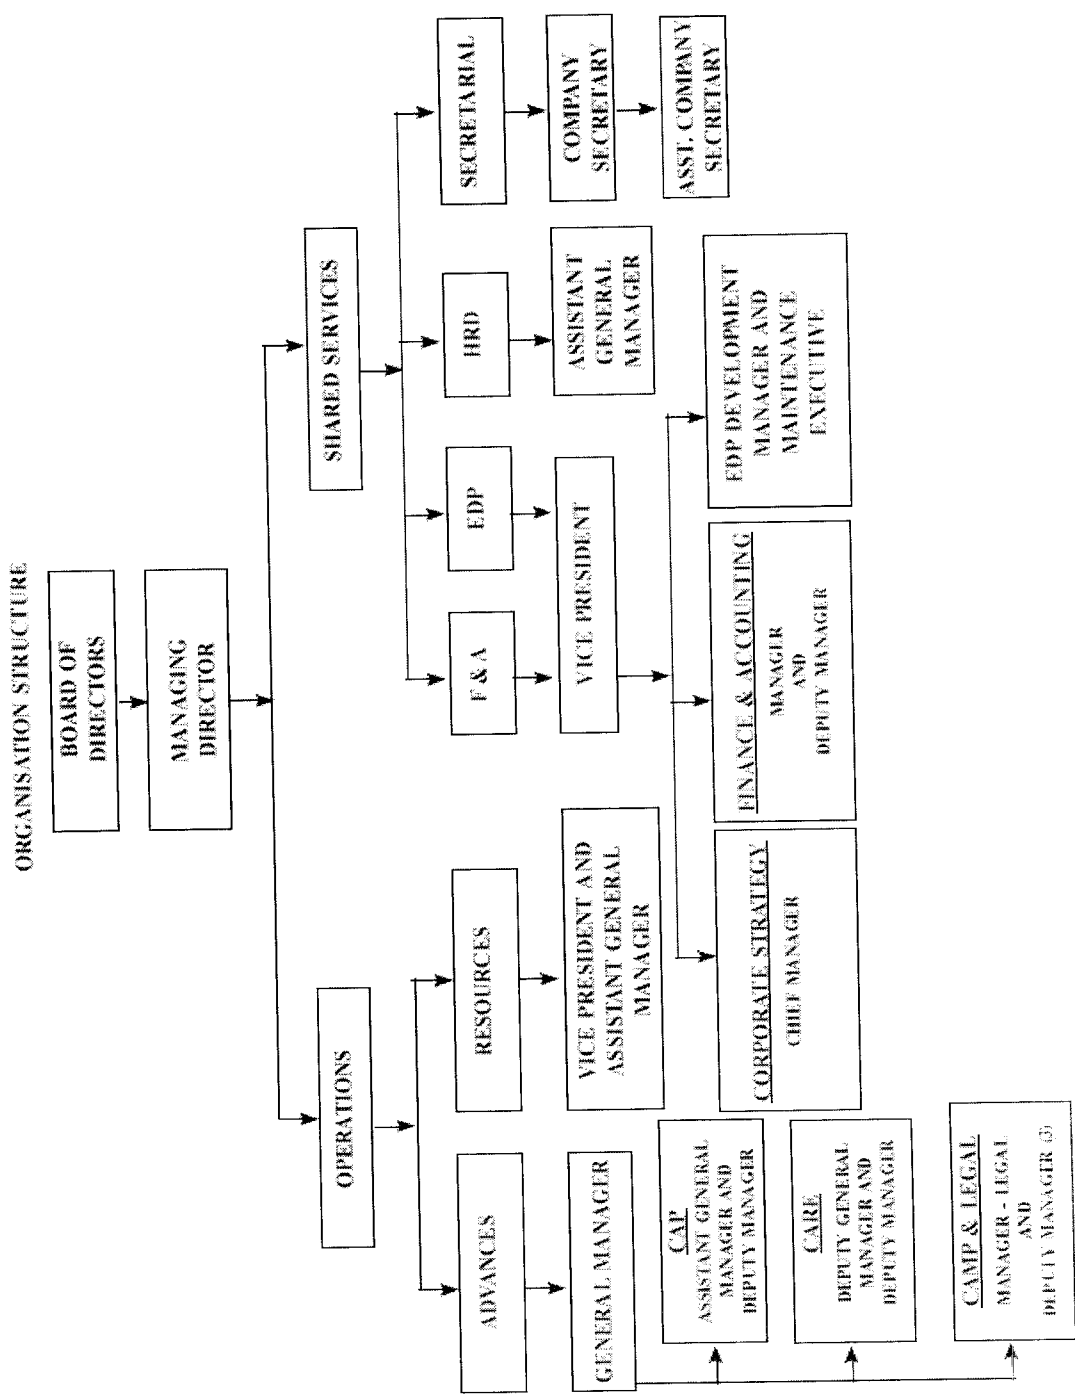 ORGANISATION STRUCTURE
BOARD OF
DIRECTORS
MANAGING
DIRECTOR
OPERATIONS
SHARED SERVICES
ADVANCES
RESOURCES
F & A
EDP
HRD
SECRETARIAL
GENERAL MANAGER
VICE PRESIDENT AND
ASSISTANT GENERAL
MANAGER
VICE PRESIDENT
ASSISTANT
GENERAL
MANAGER
COMPANY
SECRETARY
ASST. COMPANY
SECRETARY
CAP
ASSISTANT GENERAL
MANAGER AND
DEPUTY MANAGER
CORPORATE STRATEGY
CHIEF MANAGER
FINANCE & ACCOUNTING
MANAGER
AND
DEPUTY MANAGER
EDP DEVELOPMENT
MANAGER AND
MAINTENANCE
EXECUTIVE
CARE
DEPUTY GENERAL
MANAGER AND
DEPUTY MANAGER
CAMP & LEGAL
MANAGER - LEGAL
AND
DEPUTY MANAGER (3)